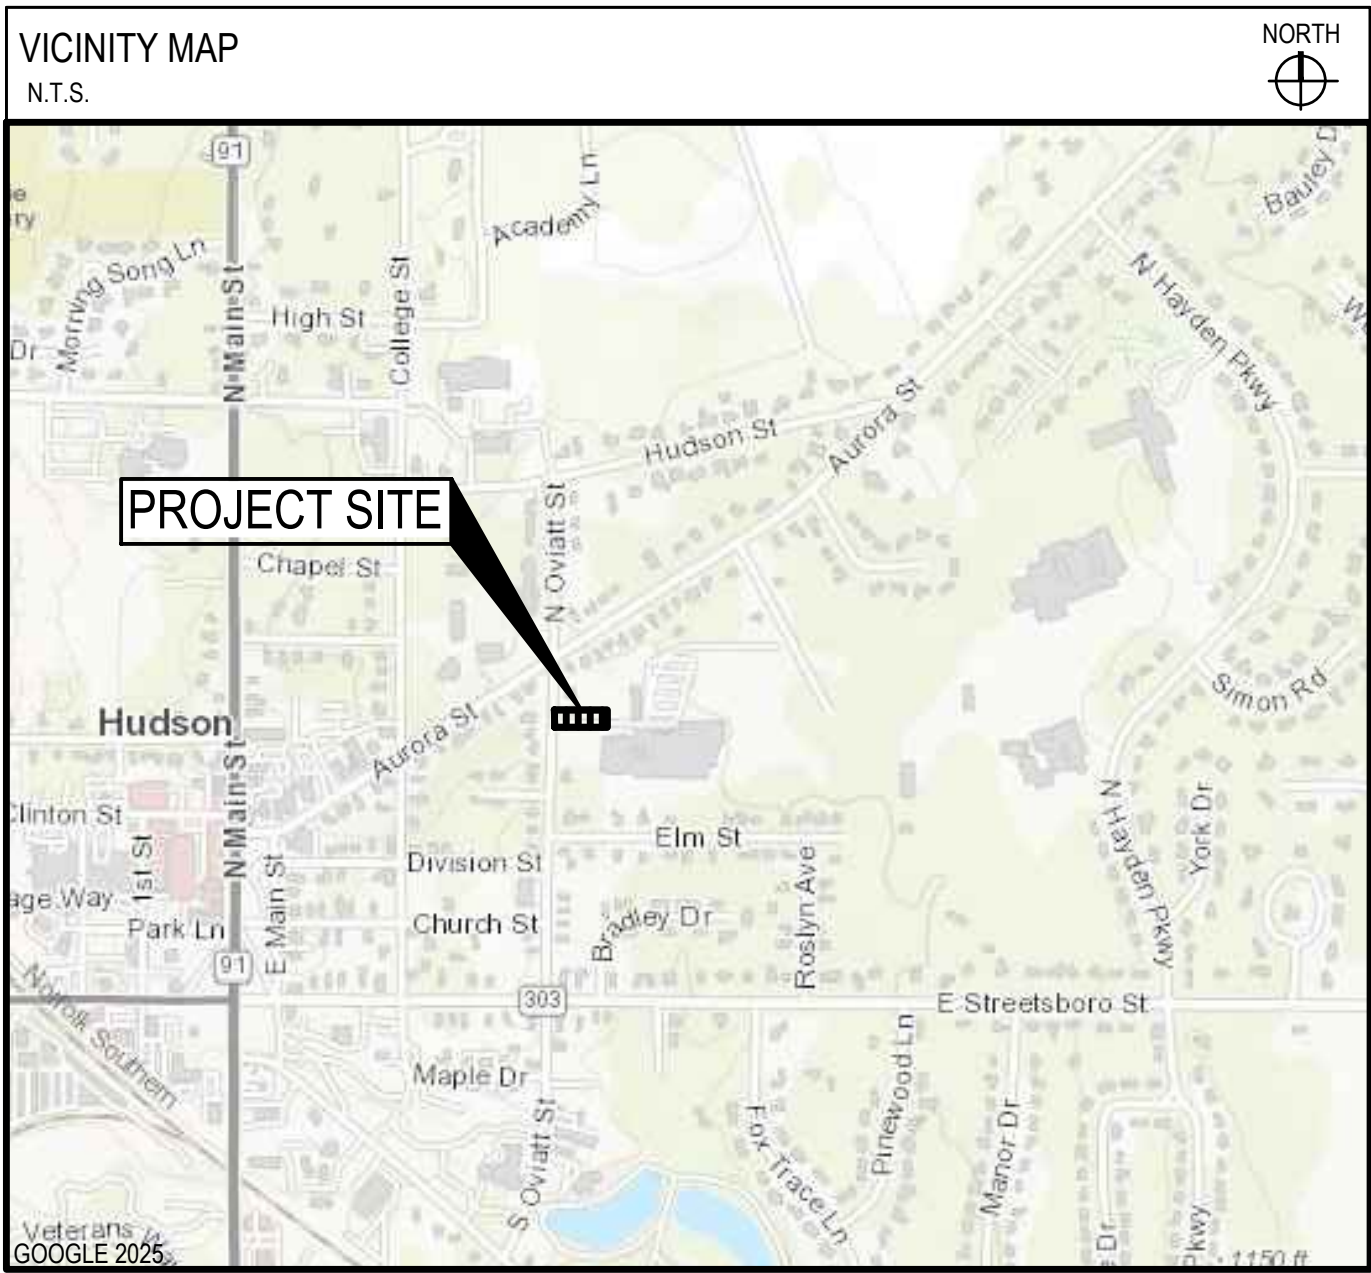 VICINITY MAP
N.T.S.
NORTH
91
Academy Ln
Morning Song Ln
N Main St
High St
College St
Dr
N Hayden Pkwy
Hudson St
Aurora St
PROJECT SITE
N Oviatt St
Chapel St
Simon Rd
Hudson
Aurora St
N Main St
Clinton St
1st St
Elm St
Division St
Roslyn Ave
N Hayden Pkwy
York Dr
age Way
Park Ln
E Main St
Church St
Bradley Dr
91
303
E Streetsboro St
Norfolk Southern
Maple Dr
S Oviatt St
Fox Trace Ln
Pinewood Ln
Manor Dr
Dr
Pkwy
Veterans
GOOGLE 2025
1150 ft